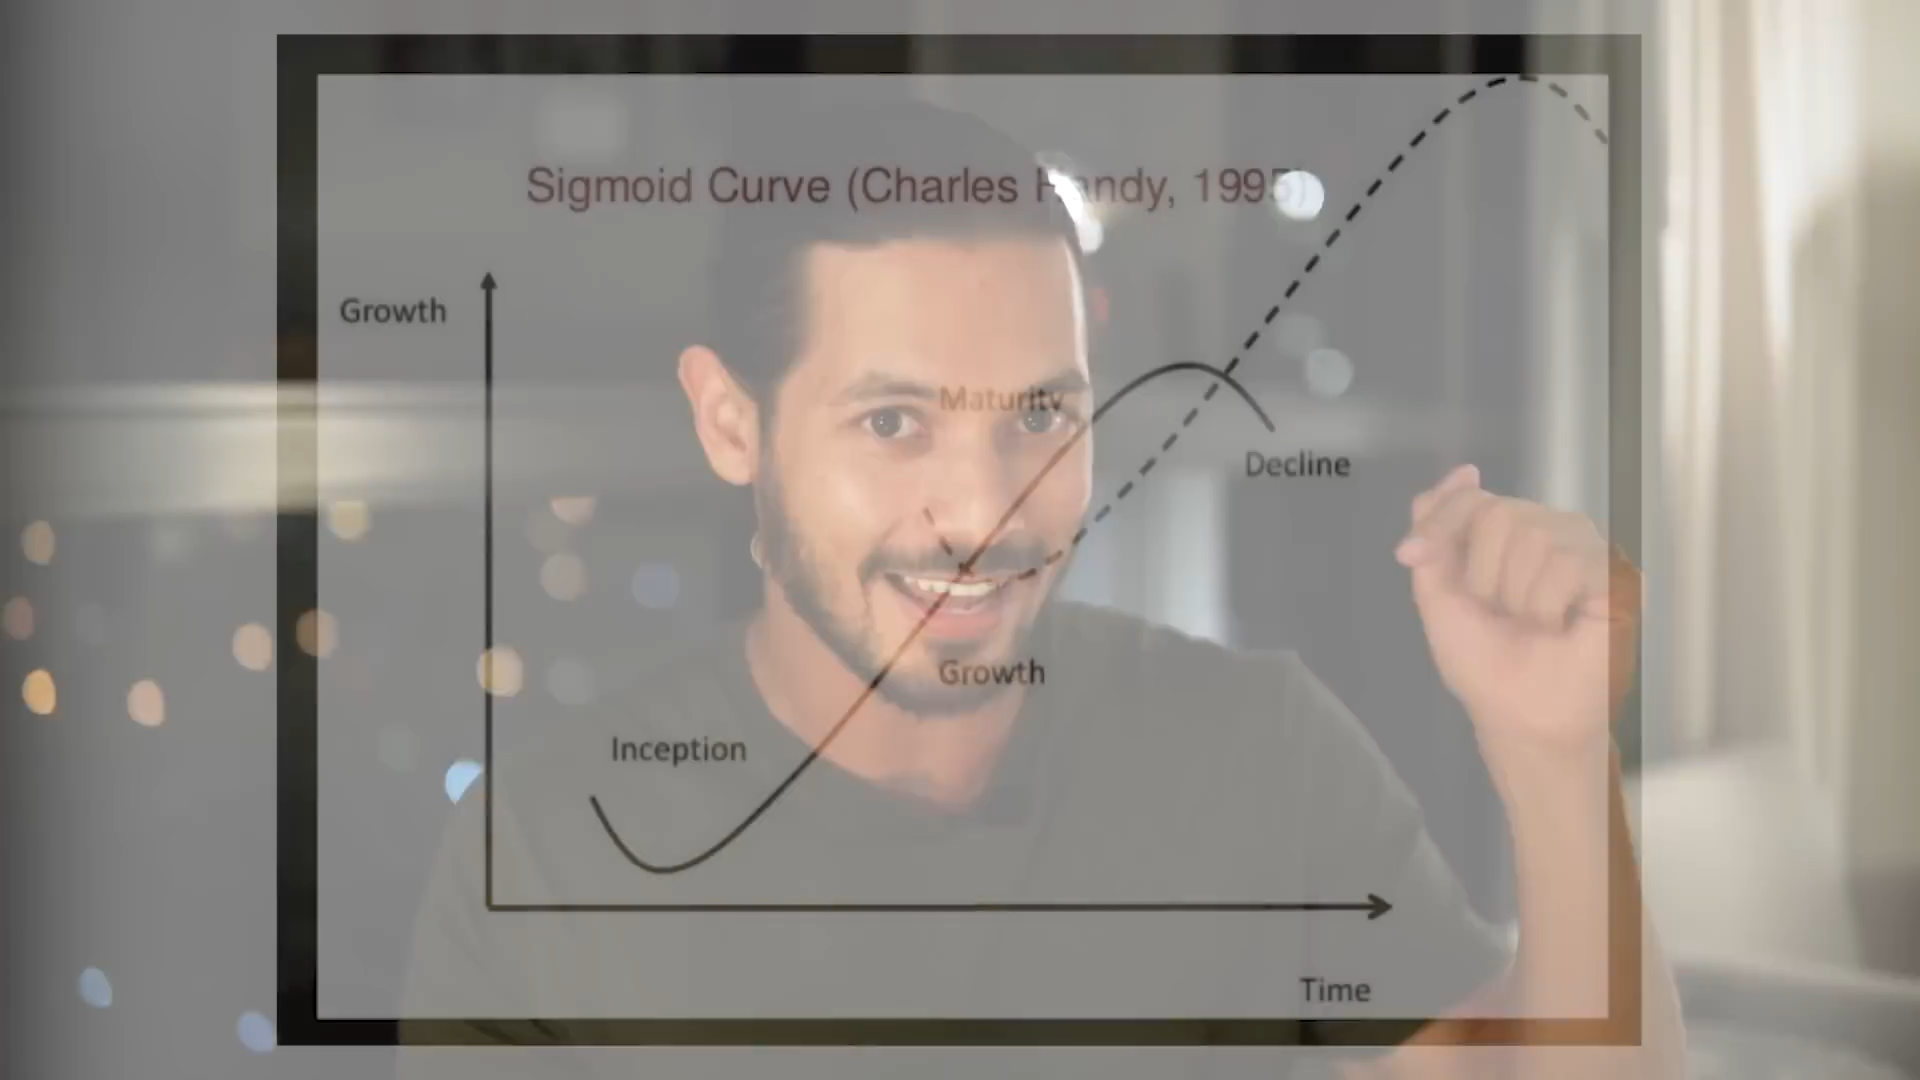 Sigmoid Curve (Charles Handy, 1995)
Growth
Maturity
Decline
Growth
Inception
Time